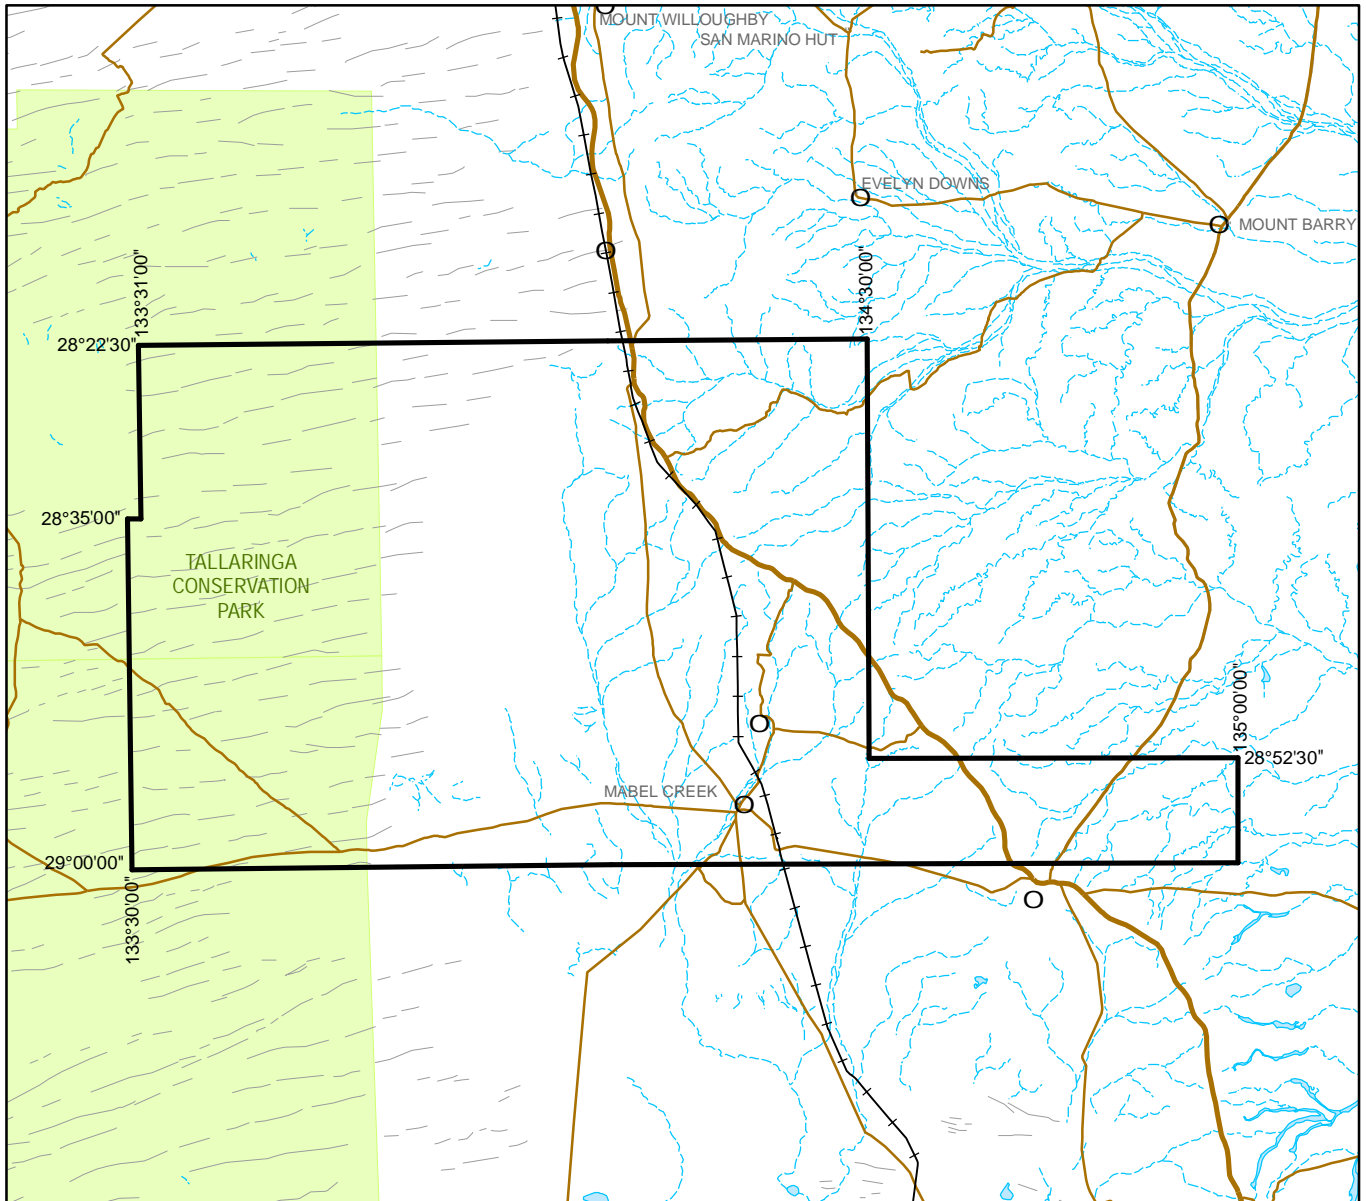 MOUNT WILLOUGHBY
SAN MARINO HUT
EVELYN DOWNS
MOUNT BARRY
133°31'00"
134°30'00"
28°22'30"
28°35'00"
TALLARINGA
CONSERVATION
PARK
135°00'00"
28°52'30"
MABEL CREEK
29°00'00"
133°30'00"